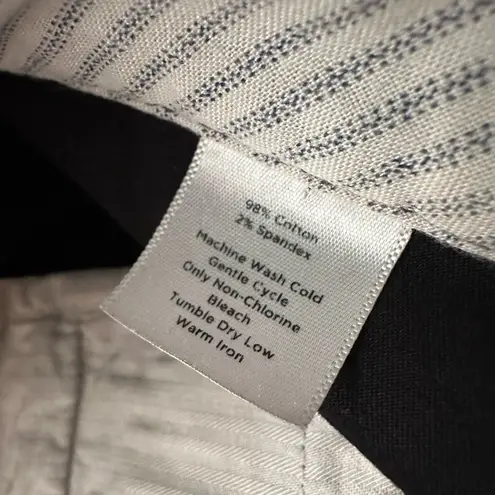 98% Cotton
2% Spandex
Machine Wash Cold
Gentle Cycle
Only Non-Chlorine
Bleach
Tumble Dry Low
Warm Iron